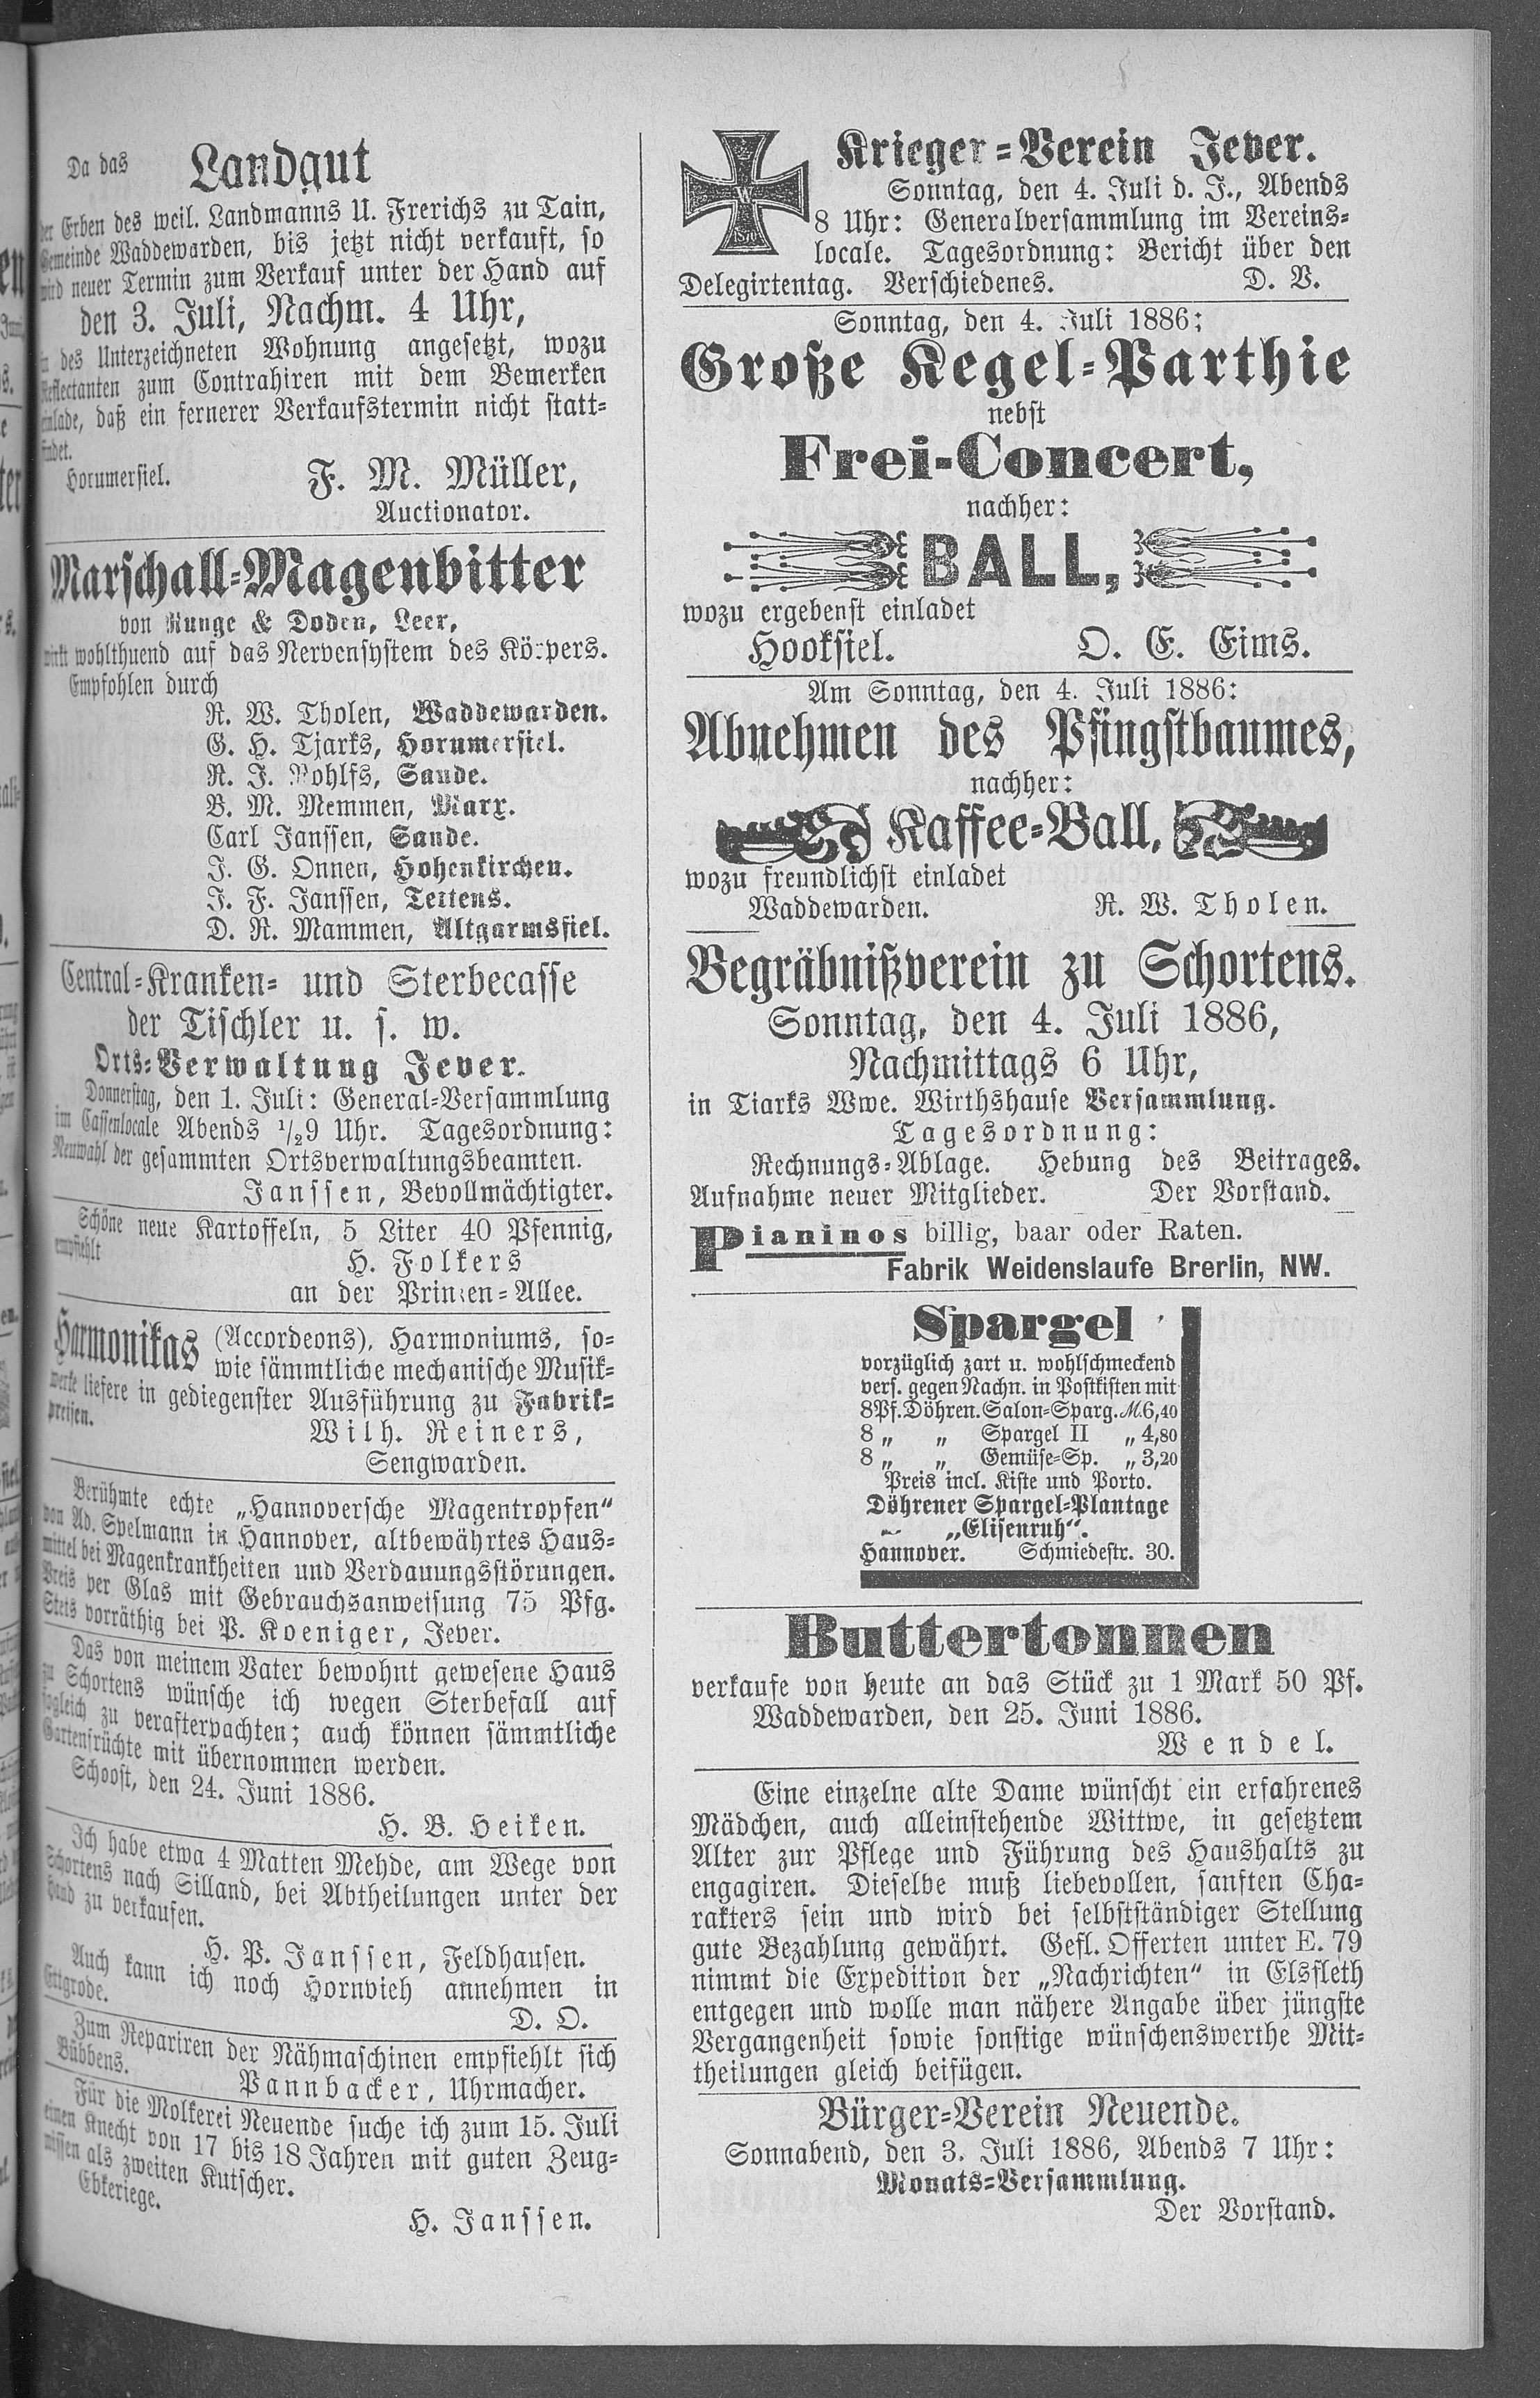 Da das Landgut
der Erben des weil. Landmanns U. Frerichs zu Tain,
Gemeinde Waddewarden, bis jetzt nicht verkauft, so
wird neuer Termin zum Verkauf unter der Hand auf
den 3. Juli, Nachm. 4 Uhr,
in des Unterzeichneten Wohnung angesetzt, wozu
Reflectanten zum Contrahiren mit dem Bemerken
einlade, daß ein fernerer Verkaufstermin nicht statt-
findet.
Horumersiel. F. M. Müller,
Auctionator.
Marschall-Magenbitter
von Runge & Doden, Leer,
wirkt wohlthuend auf das Nervensystem des Körpers.
Empfohlen durch
R. W. Tholen, Waddewarden.
G. H. Tjarks, Horumersiel.
R. J. Rohlfs, Sande.
B. M. Memmen, Marx.
Carl Janssen, Sande.
J. G. Onnen, Hohenkirchen.
J. F. Janssen, Tettens.
D. R. Mammen, Altgarmssiel.
Central-Kranken- und Sterbecasse
der Tischler u. s. w.
Orts-Verwaltung Jever.
Donnerstag, den 1. Juli: General-Versammlung
im Cassenlocale Abends 1/29 Uhr. Tagesordnung:
Neuwahl der gesammten Ortsverwaltungsbeamten.
Janssen, Bevollmächtigter.
Schöne neue Kartoffeln, 5 Liter 40 Pfennig,
empfiehlt
H. Folkers
an der Prinzen-Allee.
Harmonikas (Accordeons), Harmoniums, so-
wie sämmtliche mechanische Musik-
werke liefere in gediegenster Ausführung zu Fabrik-
preisen.
Wilh. Reiners,
Sengwarden.
Berühmte echte „Hannoversche Magentropfen“
von Ad. Spelmann in Hannover, altbewährtes Haus-
mittel bei Magenkrankheiten und Verdauungsstörungen.
Preis per Glas mit Gebrauchsanweisung 75 Pfg.
Stets vorräthig bei P. Koeniger, Jever.
Das von meinem Vater bewohnt gewesene Haus
zu Schortens wünsche ich wegen Sterbefall auf
sogleich zu verafterpachten; auch können sämmtliche
Gartenfrüchte mit übernommen werden.
Schoost, den 24. Juni 1886.
H. B. Heiken.
Ich habe etwa 4 Matten Mehde, am Wege von
Schortens nach Silland, bei Abtheilungen unter der
Hand zu verkaufen.
H. P. Janssen, Feldhausen.
Auch kann ich noch Hornvieh annehmen in
Ettgrode.
D. O.
Zum Repariren der Nähmaschinen empfiehlt sich
Bübbens. Pannbacker, Uhrmacher.
Für die Molkerei Neuende suche ich zum 15. Juli
einen Knecht von 17 bis 18 Jahren mit guten Zeug-
nissen als zweiten Kutscher.
Ebkeriege.
H. Janssen.
Krieger-Verein Jever.
Sonntag, den 4. Juli d. J., Abends
8 Uhr: Generalversammlung im Vereins-
locale. Tagesordnung: Bericht über den
Delegirtentag. Verschiedenes. D. V.
W
1870
Sonntag, den 4. Juli 1886:
Große Kegel-Parthie
nebst
Frei-Concert,
nachher:
BALL,
wozu ergebenst einladet
Hooksiel. O. E. Eims.
Am Sonntag, den 4. Juli 1886:
Abnehmen des Pfingstbaumes,
nachher:
Kaffee-Ball,
wozu freundlichst einladet
Waddewarden. R. W. Tholen.
Begräbnißverein zu Schortens.
Sonntag, den 4. Juli 1886,
Nachmittags 6 Uhr,
in Tiarks Wwe. Wirthshause Versammlung.
Tagesordnung:
Rechnungs-Ablage. Hebung des Beitrages.
Aufnahme neuer Mitglieder. Der Vorstand.
Pianinos billig, baar oder Raten.
Fabrik Weidenslaufe Brerlin, NW.
Spargel
vorzüglich zart u. wohlschmeckend
vers. gegen Nachn. in Postkisten mit
8Pf. Döhren. Salon-Sparg. M. 6,40
8 „ „ Spargel II „ 4,80
8 „ „ Gemüse-Sp. „ 3,20
Preis incl. Kiste und Porto.
Döhrener Spargel-Plantage
„Elisenruh“.
Hannover. Schmiedestr. 30.
Buttertonnen
verkaufe von heute an das Stück zu 1 Mark 50 Pf.
Waddewarden, den 25. Juni 1886.
Wendel.
Eine einzelne alte Dame wünscht ein erfahrenes
Mädchen, auch alleinstehende Wittwe, in gesetztem
Alter zur Pflege und Führung des Haushalts zu
engagiren. Dieselbe muß liebevollen, sanften Cha-
rakters sein und wird bei selbstständiger Stellung
gute Bezahlung gewährt. Gefl. Offerten unter E. 79
nimmt die Expedition der „Nachrichten“ in Elsfleth
entgegen und wolle man nähere Angabe über jüngste
Vergangenheit sowie sonstige wünschenswerthe Mit-
theilungen gleich beifügen.
Bürger-Verein Neuende.
Sonnabend, den 3. Juli 1886, Abends 7 Uhr:
Monats-Versammlung.
Der Vorstand.